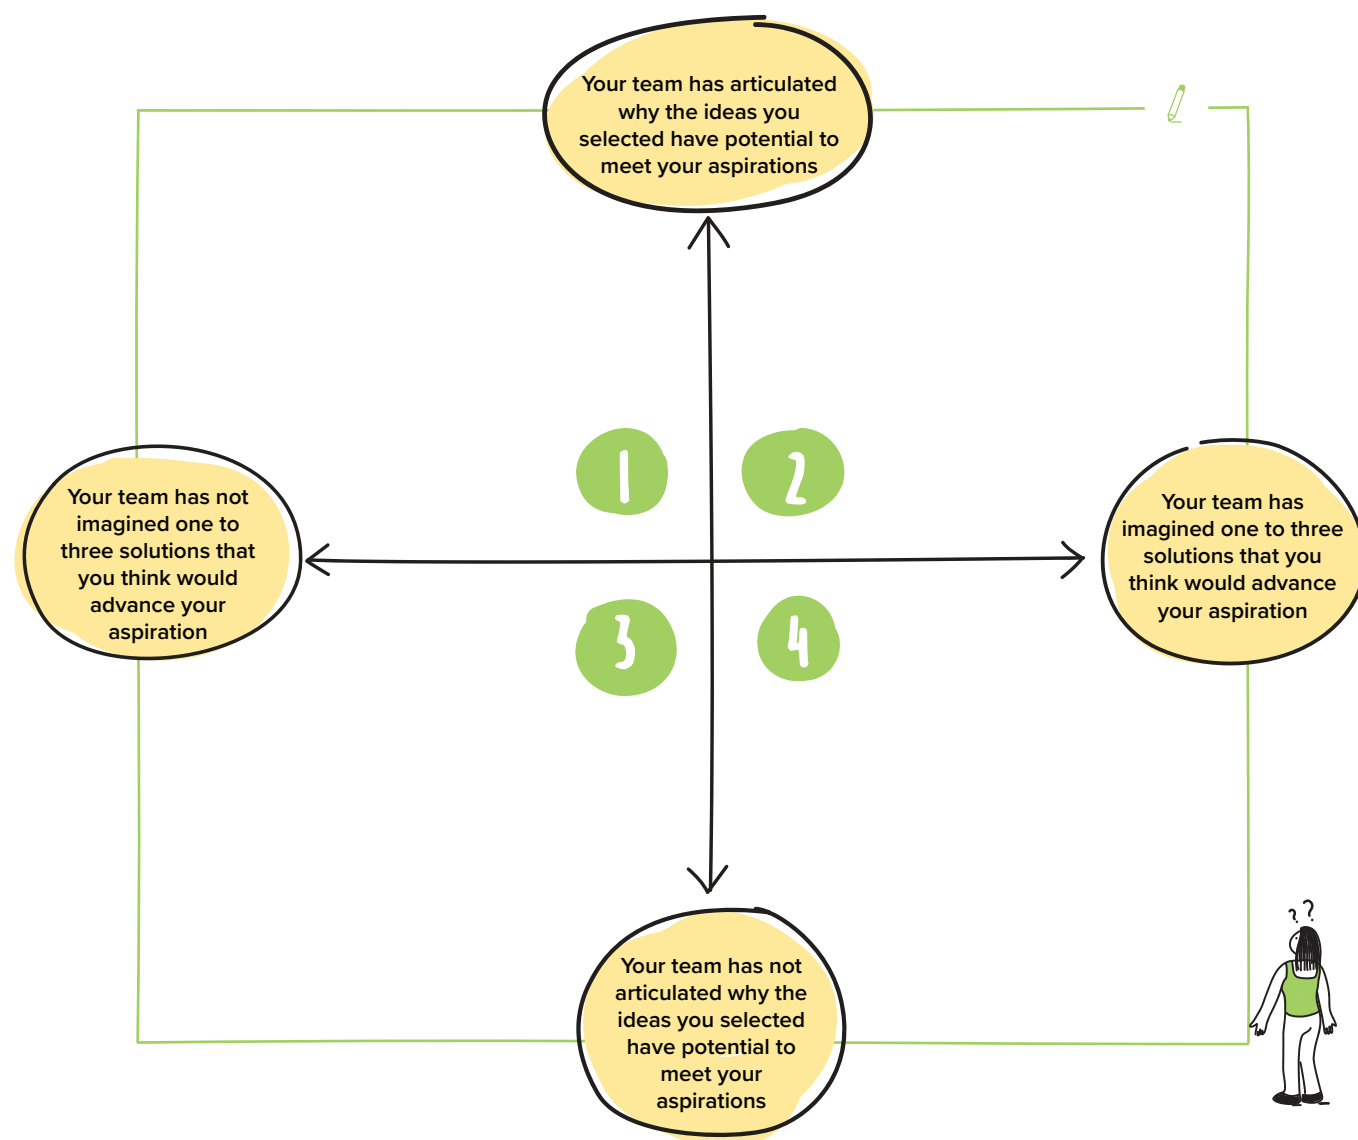 Your team has articulated
why the ideas you
selected have potential to
meet your aspirations
1
2
Your team has not
imagined one to
three solutions that
you think would
advance your
aspiration
Your team has
imagined one to three
solutions that you
think would advance
your aspiration
3
4
Your team has not
articulated why the
ideas you selected
have potential to
meet your
aspirations
? ?